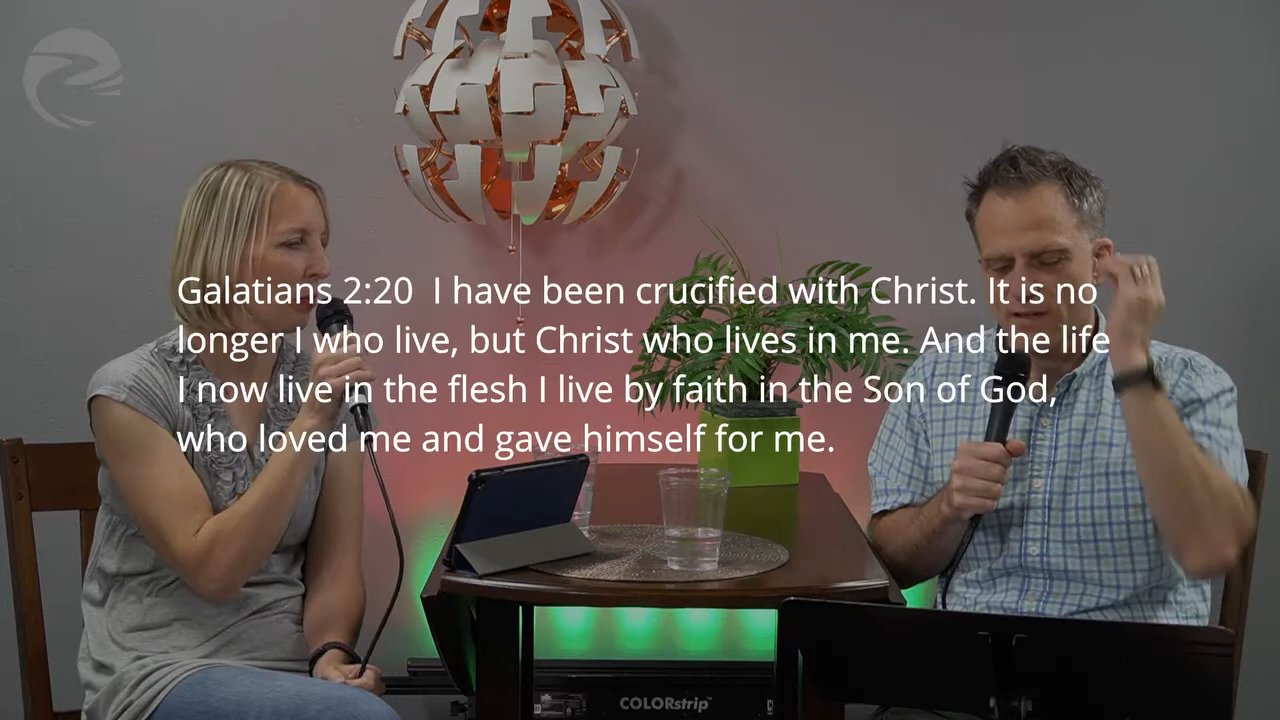 Galatians 2:20  I have been crucified with Christ. It is no
longer I who live, but Christ who lives in me. And the life
I now live in the flesh I live by faith in the Son of God,
who loved me and gave himself for me.
COLORstrip™